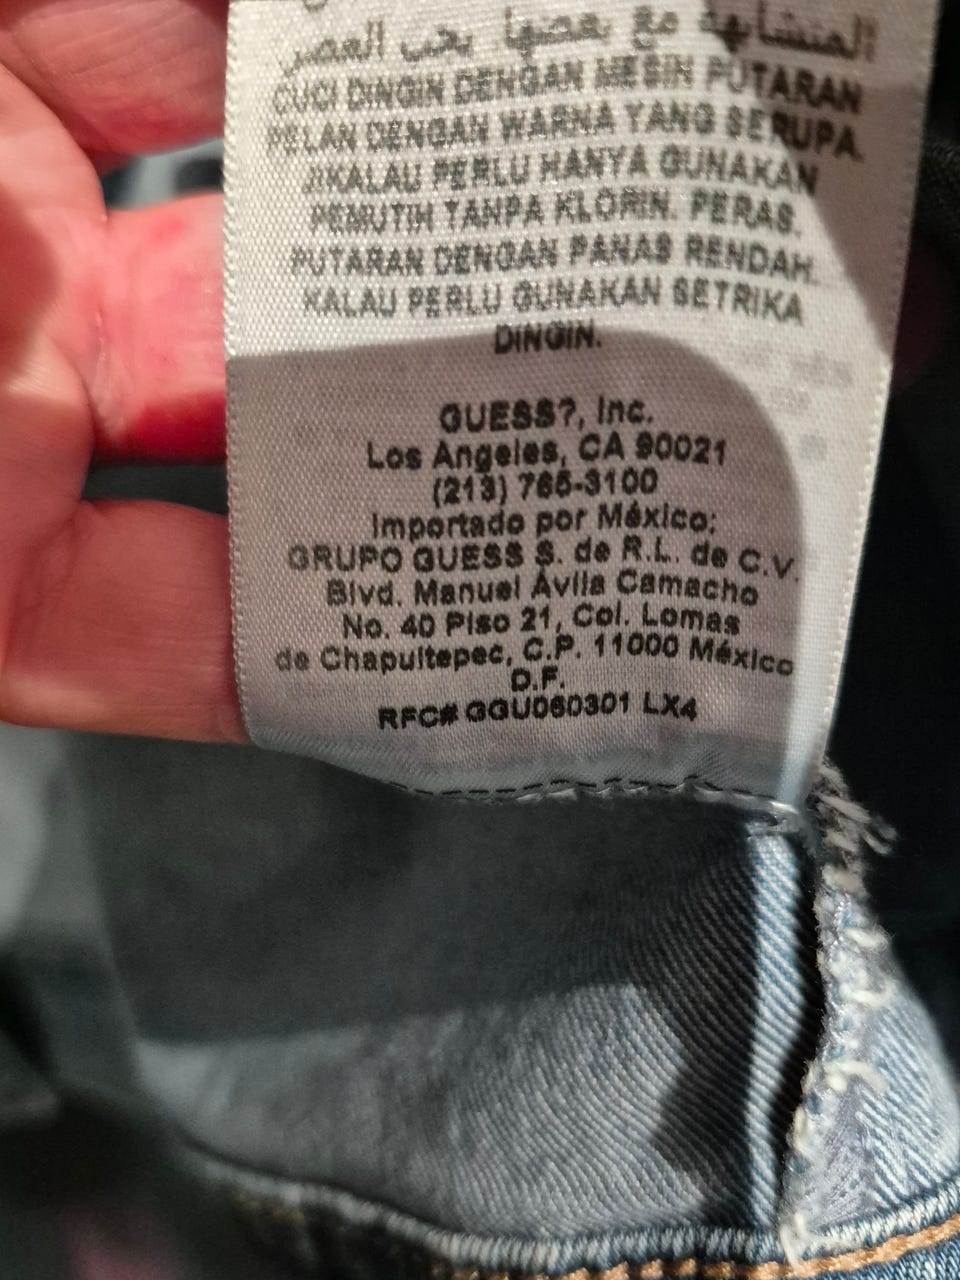 المتشابهة مع بعضها. يجب العصر
CUCI DINGIN DENGAN MESIN PUTARAN
PELAN DENGAN WARNA YANG SERUPA.
JIKALAU PERLU HANYA GUNAKAN
PEMUTIH TANPA KLORIN. PERAS.
PUTARAN DENGAN PANAS RENDAH.
KALAU PERLU GUNAKAN SETRIKA
DINGIN.
GUESS?, Inc.
Los Angeles, CA 90021
(213) 765-3100
Importado por México:
GRUPO GUESS S. de R.L. de C.V.
Blvd. Manuel Ávila Camacho
No. 40 Piso 21, Col. Lomas
de Chapultepec, C.P. 11000 México
D.F.
RFC# GGU060301 LX4